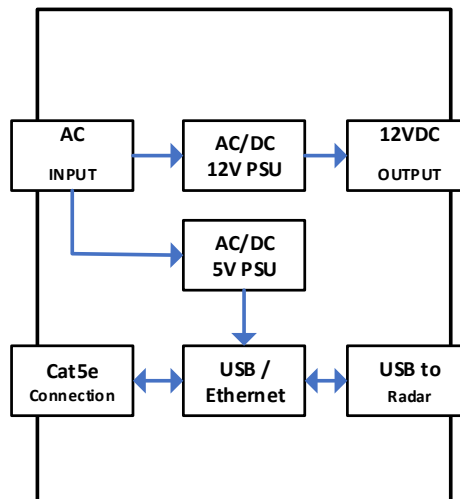 AC
INPUT
AC/DC
12V PSU
12VDC
OUTPUT
AC/DC
5V PSU
Cat5e
Connection
USB /
Ethernet
USB to
Radar